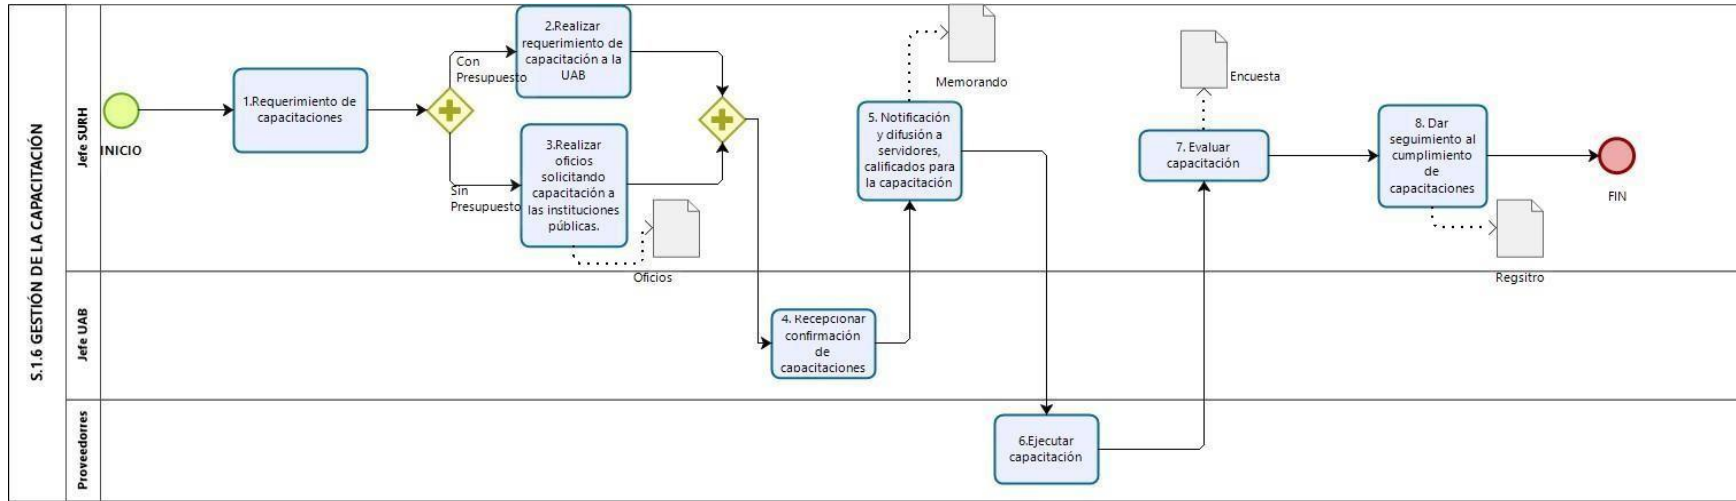 S.1.6 GESTIÓN DE LA CAPACITACIÓN
Jefe SURH
INICIO
1.Requerimiento de
capacitaciones
Con
Presupuesto
Sin
Presupuesto
2.Realizar
requerimiento de
capacitación a la
UAB
3.Realizar
oficios
solicitando
capacitación a
las instituciones
públicas.
Oficios
5. Notificación
y difusión a
servidores,
calificados para
la capacitación
Memorando
7. Evaluar
capacitación
Encuesta
8. Dar
seguimiento al
cumplimiento
de
capacitaciones
Regsitro
FIN
Jefe UAB
4. Recepcionar
confirmación
de
capacitaciones
Proveedorres
6.Ejecutar
capacitación